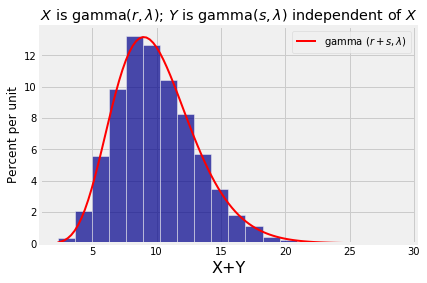 X is gamma(r, λ); Y is gamma(s, λ) independent of X
gamma (r + s, λ)
Percent per unit
12
10
8
6
4
2
0
5 10 15 20 25 30
X+Y